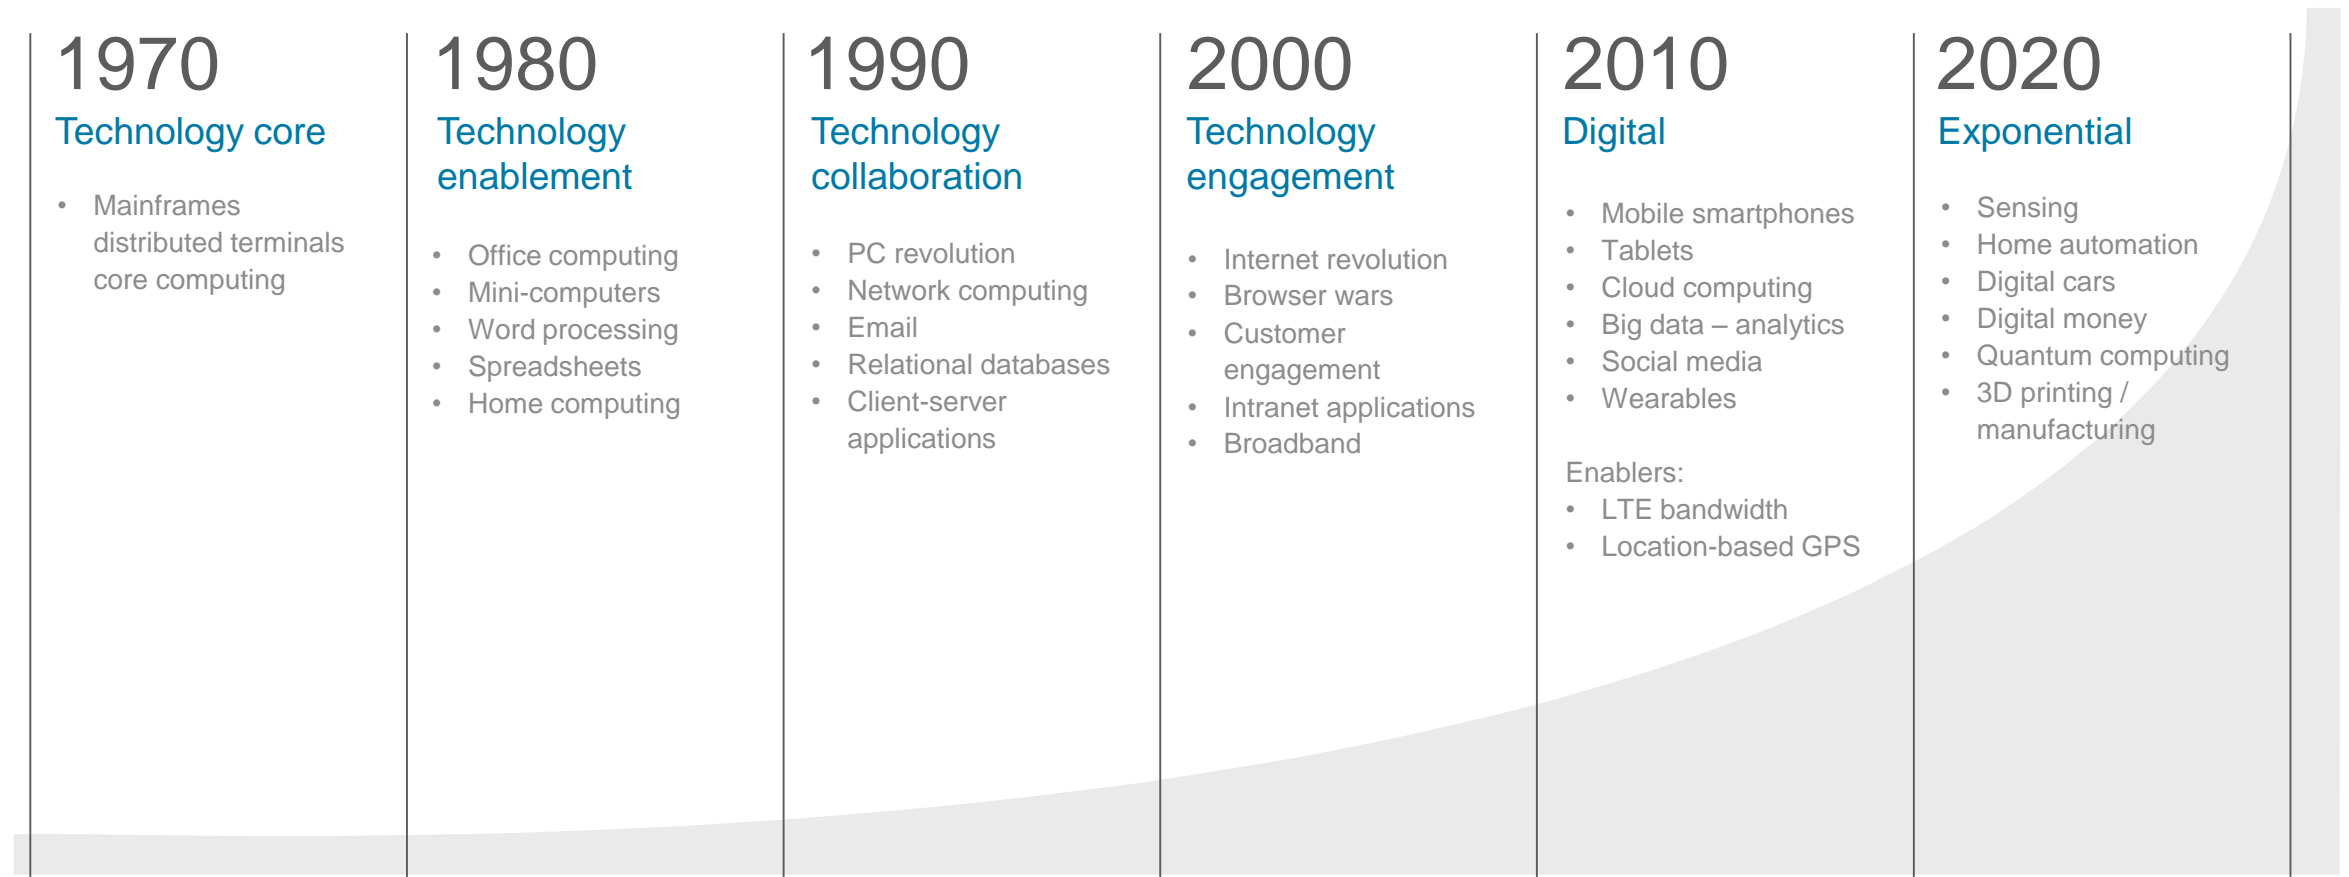 1970
Technology core
• Mainframes
distributed terminals
core computing
1980
Technology
enablement
• Office computing
• Mini-computers
• Word processing
• Spreadsheets
• Home computing
1990
Technology
collaboration
• PC revolution
• Network computing
• Email
• Relational databases
• Client-server
applications
2000
Technology
engagement
• Internet revolution
• Browser wars
• Customer
engagement
• Intranet applications
• Broadband
2010
Digital
• Mobile smartphones
• Tablets
• Cloud computing
• Big data – analytics
• Social media
• Wearables
Enablers:
• LTE bandwidth
• Location-based GPS
2020
Exponential
• Sensing
• Home automation
• Digital cars
• Digital money
• Quantum computing
• 3D printing /
manufacturing